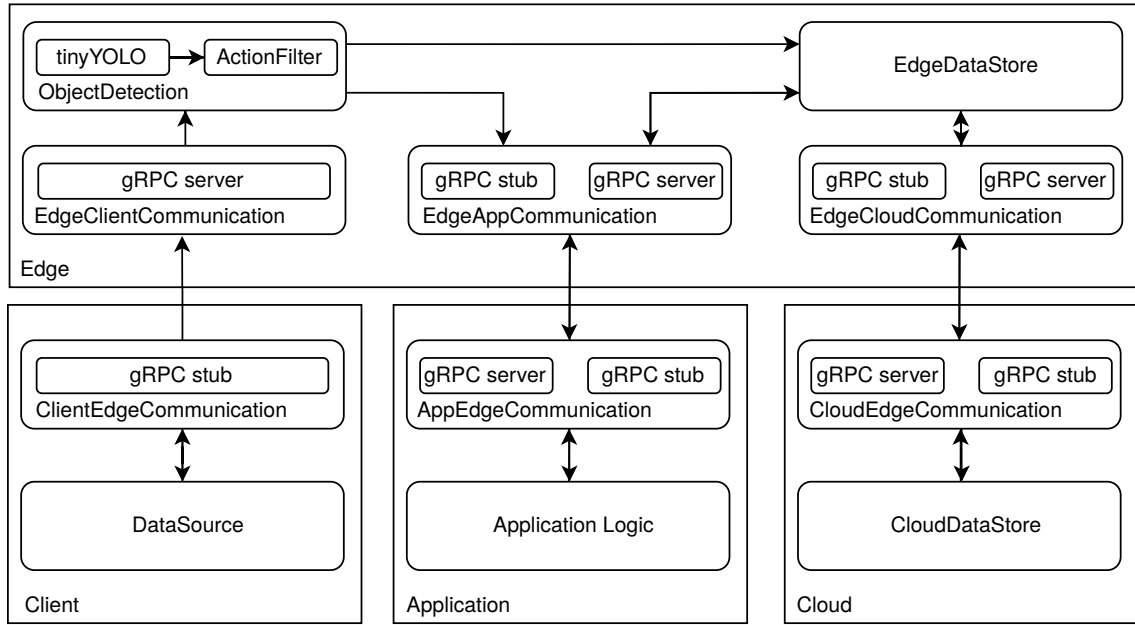 tinyYOLO
ActionFilter
ObjectDetection
EdgeDataStore
gRPC server
EdgeClientCommunication
gRPC stub
gRPC server
EdgeAppCommunication
gRPC stub
gRPC server
EdgeCloudCommunication
Edge
gRPC stub
ClientEdgeCommunication
DataSource
Client
gRPC server
gRPC stub
AppEdgeCommunication
Application Logic
Application
gRPC server
gRPC stub
CloudEdgeCommunication
CloudDataStore
Cloud